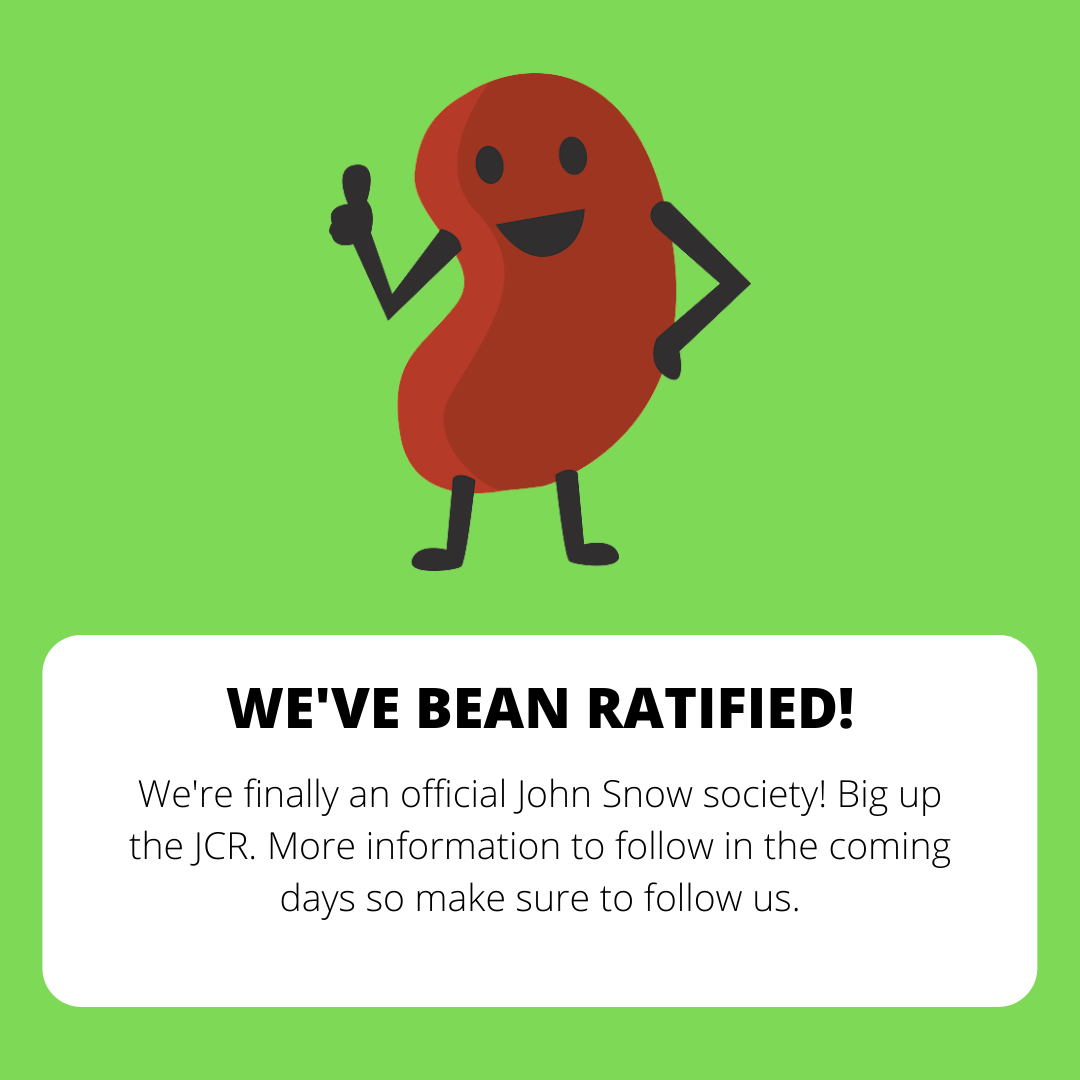 WE'VE BEAN RATIFIED!
We're finally an official John Snow society! Big up
the JCR. More information to follow in the coming
days so make sure to follow us.